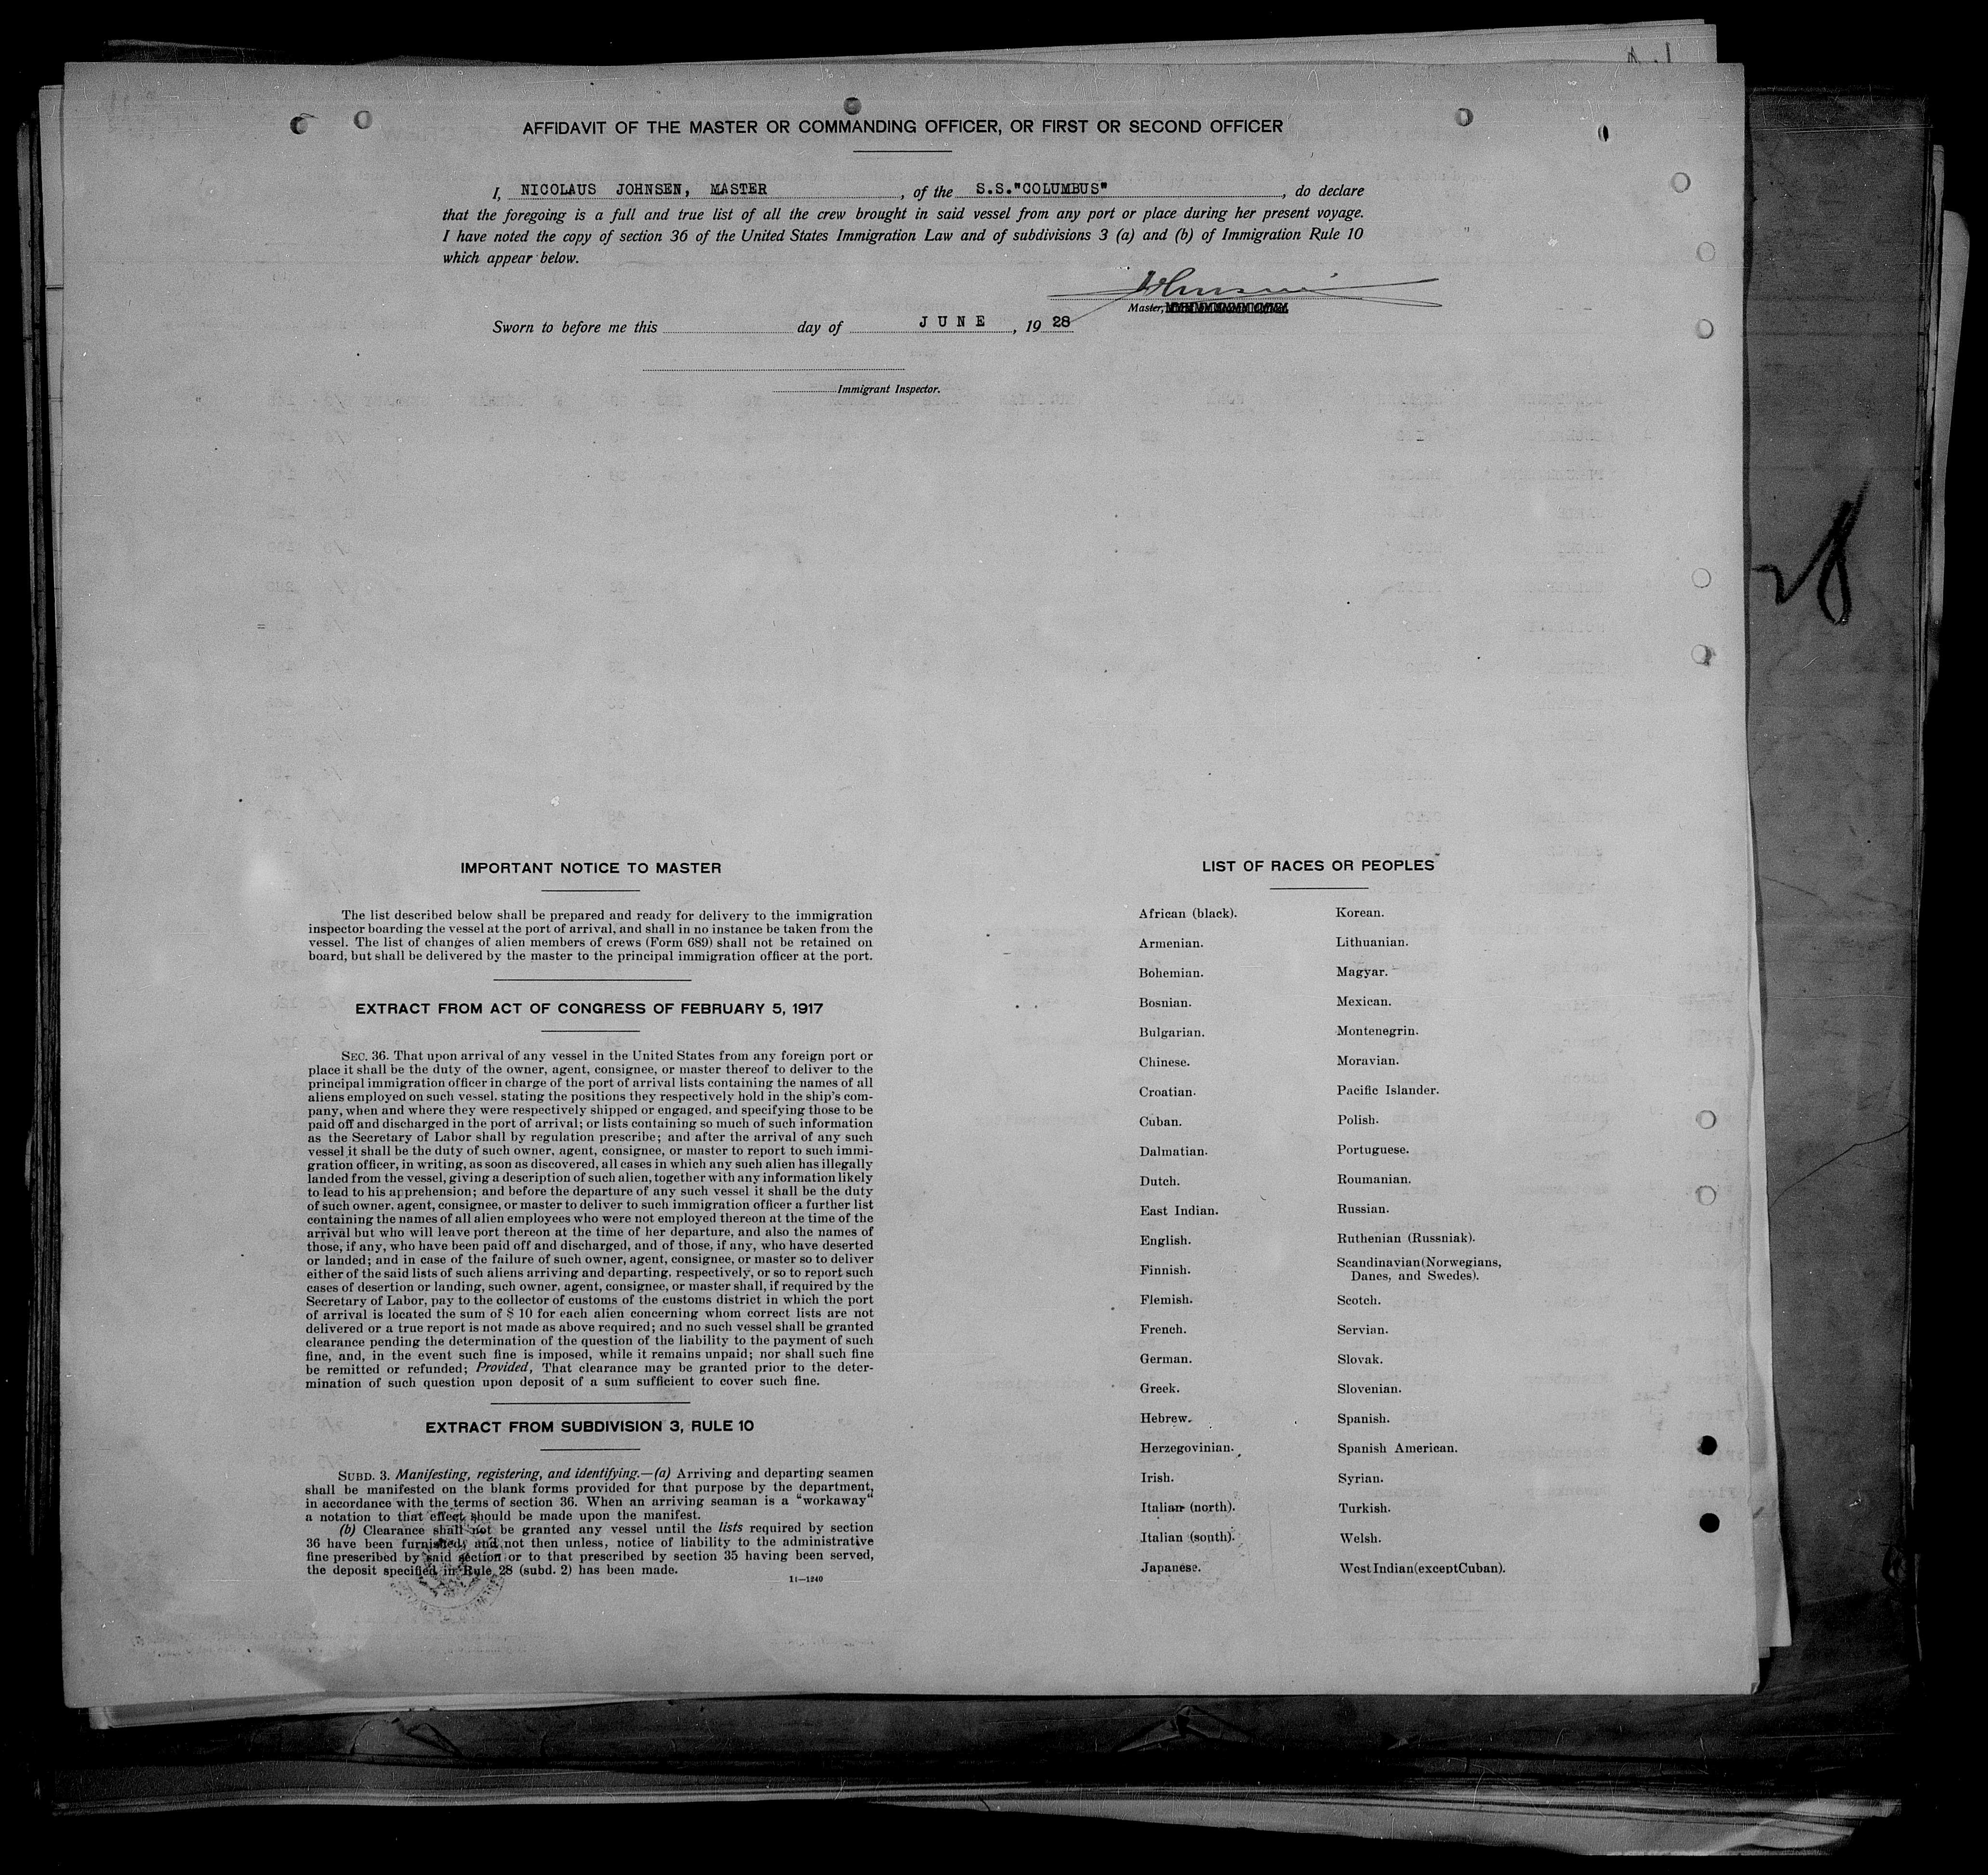 AFFIDAVIT OF THE MASTER OR COMMANDING OFFICER, OR FIRST OR SECOND OFFICER
I, NICOLAUS JOHNSEN, MASTER, of the S.S."COLUMBUS", do declare
that the foregoing is a full and true list of all the crew brought in said vessel from any port or place during her present voyage.
I have noted the copy of section 36 of the United States Immigration Law and of subdivisions 3 (a) and (b) of Immigration Rule 10
which appear below.
Johnsen
Master,
Sworn to before me this day of JUNE, 19 28
Immigrant Inspector.
28
IMPORTANT NOTICE TO MASTER
The list described below shall be prepared and ready for delivery to the immigration
inspector boarding the vessel at the port of arrival, and shall in no instance be taken from the
vessel. The list of changes of alien members of crews (Form 689) shall not be retained on
board, but shall be delivered by the master to the principal immigration officer at the port.
EXTRACT FROM ACT OF CONGRESS OF FEBRUARY 5, 1917
SEC. 36. That upon arrival of any vessel in the United States from any foreign port or
place it shall be the duty of the owner, agent, consignee, or master thereof to deliver to the
principal immigration officer in charge of the port of arrival lists containing the names of all
aliens employed on such vessel, stating the positions they respectively hold in the ship's com-
pany, when and where they were respectively shipped or engaged, and specifying those to be
paid off and discharged in the port of arrival; or lists containing so much of such information
as the Secretary of Labor shall by regulation prescribe; and after the arrival of any such
vessel it shall be the duty of such owner, agent, consignee, or master to report to such immi-
gration officer, in writing, as soon as discovered, all cases in which any such alien has illegally
landed from the vessel, giving a description of such alien, together with any information likely
to lead to his apprehension; and before the departure of any such vessel it shall be the duty
of such owner, agent, consignee, or master to deliver to such immigration officer a further list
containing the names of all alien employees who were not employed thereon at the time of the
arrival but who will leave port thereon at the time of her departure, and also the names of
those, if any, who have been paid off and discharged, and of those, if any, who have deserted
or landed; and in case of the failure of such owner, agent, consignee, or master so to deliver
either of the said lists of such aliens arriving and departing, respectively, or so to report such
cases of desertion or landing, such owner, agent, consignee, or master shall, if required by the
Secretary of Labor, pay to the collector of customs of the customs district in which the port
of arrival is located the sum of $ 10 for each alien concerning whom correct lists are not
delivered or a true report is not made as above required; and no such vessel shall be granted
clearance pending the determination of the question of the liability to the payment of such
fine, and, in the event such fine is imposed, while it remains unpaid; nor shall such fine
be remitted or refunded; Provided, That clearance may be granted prior to the deter-
mination of such question upon deposit of a sum sufficient to cover such fine.
EXTRACT FROM SUBDIVISION 3, RULE 10
SUBD. 3. Manifesting, registering, and identifying.—(a) Arriving and departing seamen
shall be manifested on the blank forms provided for that purpose by the department,
in accordance with the terms of section 36. When an arriving seaman is a "workaway"
a notation to that effect should be made upon the manifest.
(b) Clearance shall not be granted any vessel until the lists required by section
36 have been furnished, and not then unless, notice of liability to the administrative
fine prescribed by said section or to that prescribed by section 35 having been served,
the deposit specified in Rule 28 (subd. 2) has been made.
11—1240
LIST OF RACES OR PEOPLES
African (black).
Armenian.
Bohemian.
Bosnian.
Bulgarian.
Chinese.
Croatian.
Cuban.
Dalmatian.
Dutch.
East Indian.
English.
Finnish.
Flemish.
French.
German.
Greek.
Hebrew.
Herzegovinian.
Irish.
Italian (north).
Italian (south).
Japanese.
Korean.
Lithuanian.
Magyar.
Mexican.
Montenegrin.
Moravian.
Pacific Islander.
Polish.
Portuguese.
Roumanian.
Russian.
Ruthenian (Russniak).
Scandinavian(Norwegians,
Danes, and Swedes).
Scotch.
Servian.
Slovak.
Slovenian.
Spanish.
Spanish American.
Syrian.
Turkish.
Welsh.
West Indian(except Cuban).